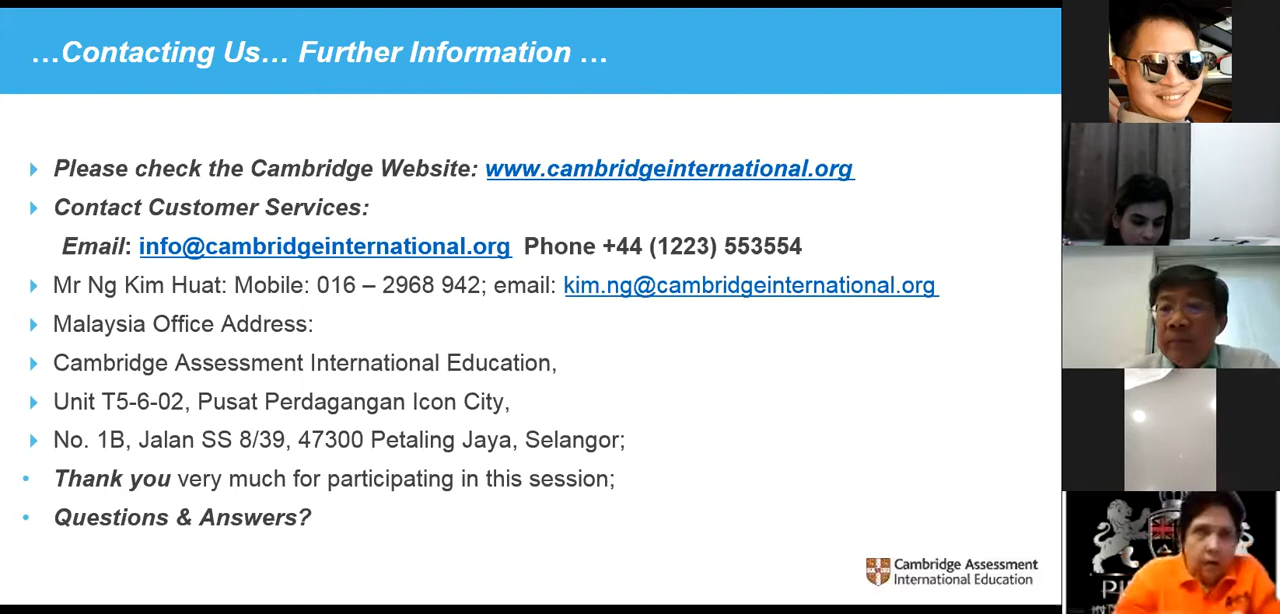 …Contacting Us… Further Information …
Please check the Cambridge Website: www.cambridgeinternational.org
Contact Customer Services:
Email: info@cambridgeinternational.org Phone +44 (1223) 553554
Mr Ng Kim Huat: Mobile: 016 – 2968 942; email: kim.ng@cambridgeinternational.org
Malaysia Office Address:
Cambridge Assessment International Education,
Unit T5-6-02, Pusat Perdagangan Icon City,
No. 1B, Jalan SS 8/39, 47300 Petaling Jaya, Selangor;
Thank you very much for participating in this session;
Questions & Answers?
Cambridge Assessment
International Education